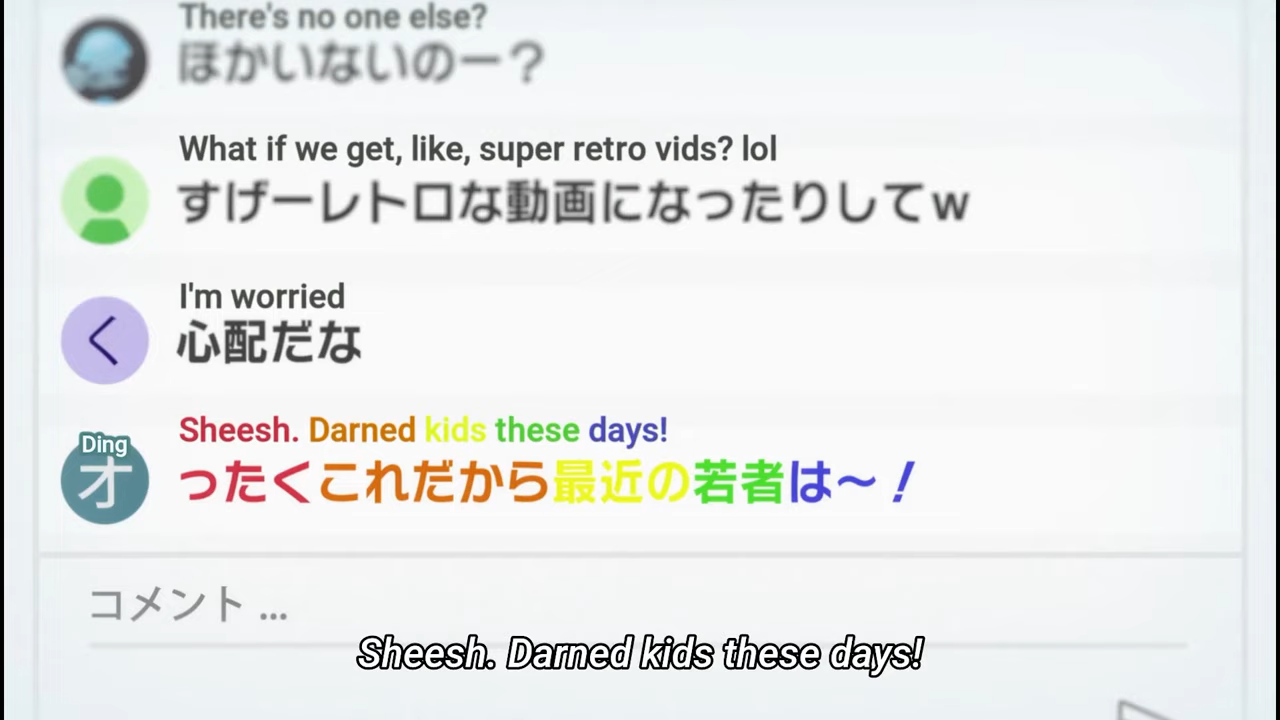 There's no one else?
ほかいないのー？
What if we get, like, super retro vids? lol
すげーレトロな動画になったりしてw
I'm worried
く
心配だな
Sheesh. Darned kids these days!
Ding
オ
ったくこれだから最近の若者は～！
コメント ...
Sheesh. Darned kids these days!